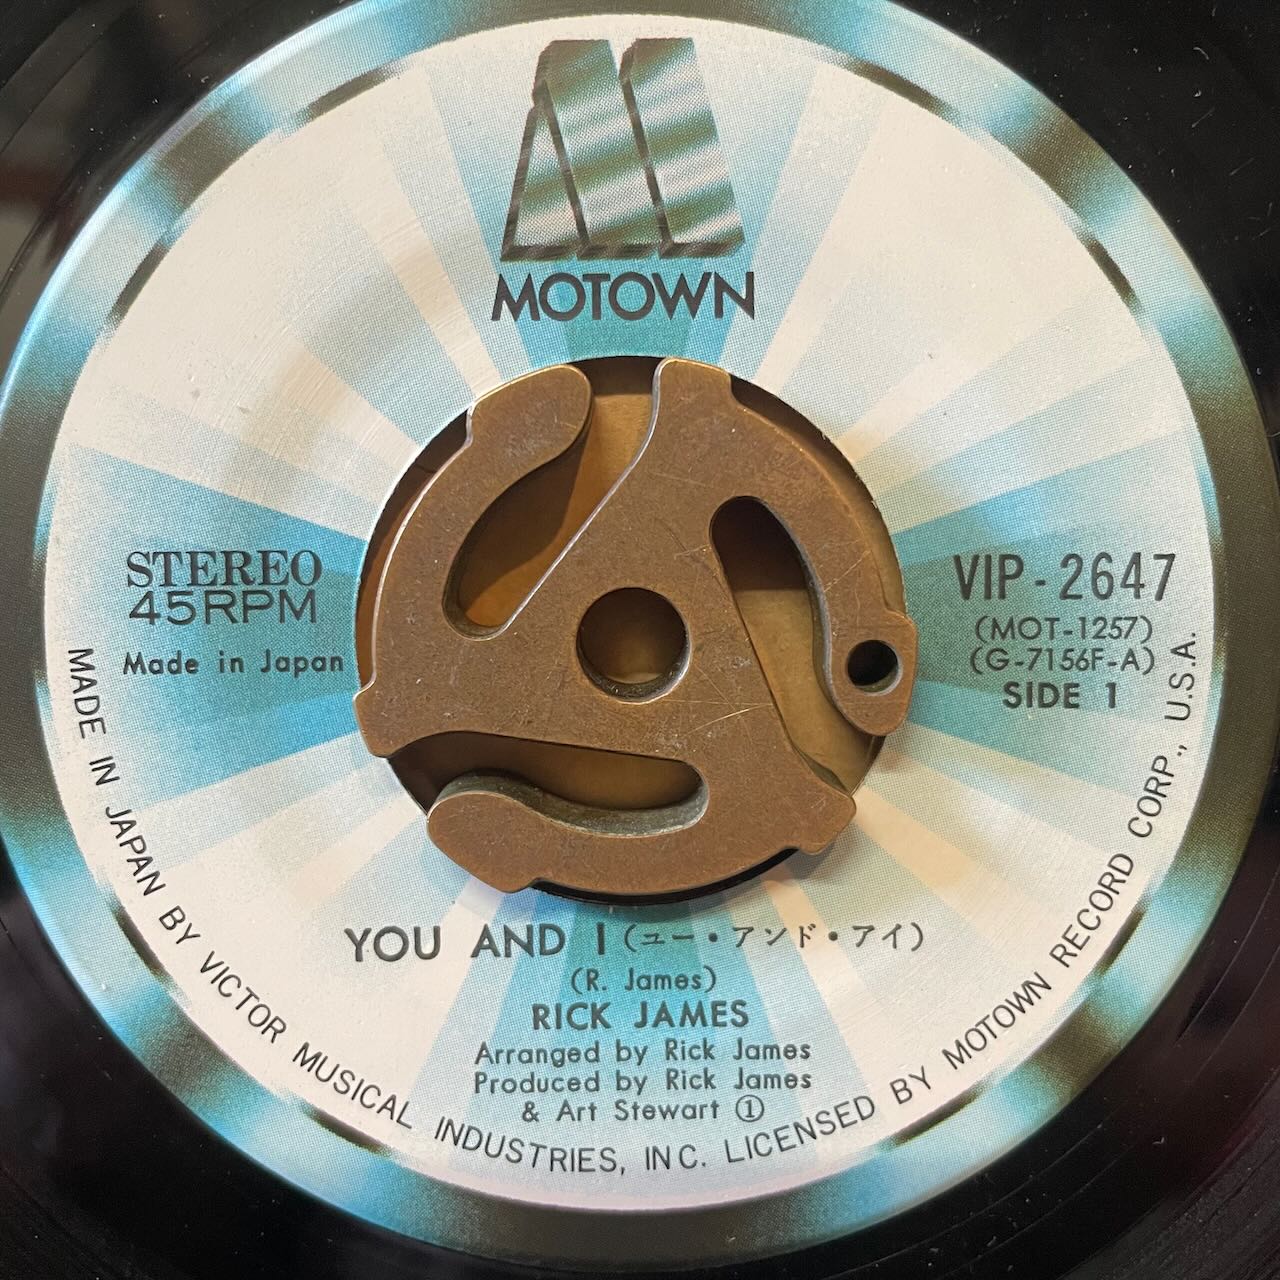 MOTOWN
STEREO
45RPM
Made in Japan
VIP-2647
(MOT-1257)
(G-7156F-A)
SIDE 1
YOU AND I (ユー・アンド・アイ)
(R. James)
RICK JAMES
Arranged by Rick James
Produced by Rick James
& Art Stewart ①
MADE IN JAPAN BY VICTOR MUSICAL INDUSTRIES, INC. LICENSED BY MOTOWN RECORD CORP., U.S.A.